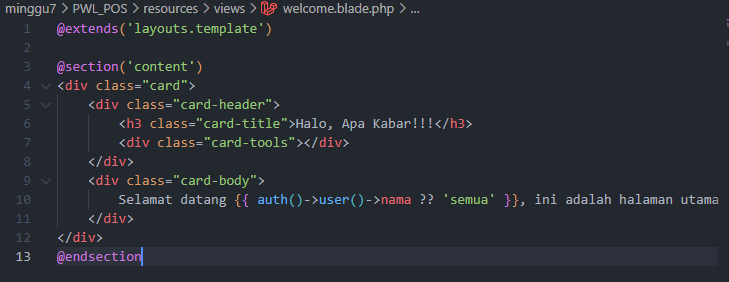 minggu7 > PWL_POS > resources > views > welcome.blade.php > ...
1 @extends('layouts.template')
2
3 @section('content')
4 <div class="card">
5     <div class="card-header">
6         <h3 class="card-title">Halo, Apa Kabar!!!</h3>
7         <div class="card-tools"></div>
8     </div>
9     <div class="card-body">
10         Selamat datang {{ auth()->user()->nama ?? 'semua' }}, ini adalah halaman utama
11     </div>
12 </div>
13 @endsection